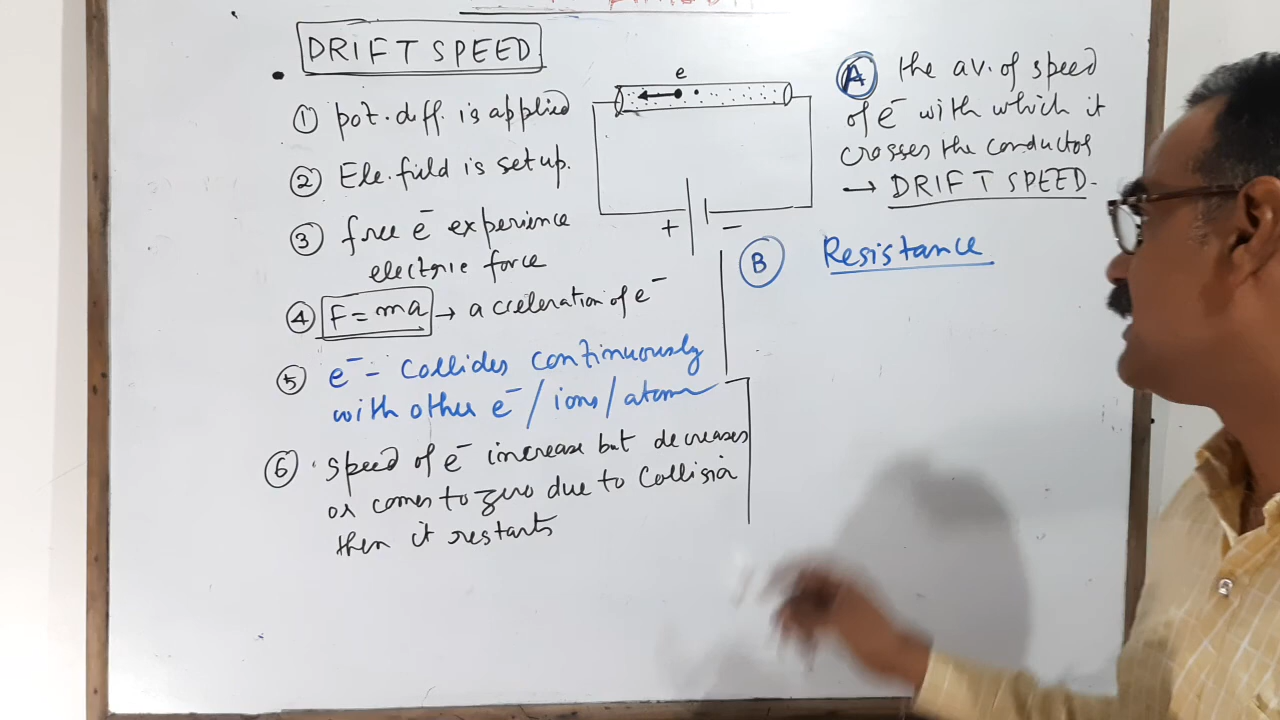 DRIFT SPEED
① pot. diff. is applied
② Ele. field is set up.
③ free e⁻ experience
electric force
④ F = ma → acceleration of e⁻
⑤ e⁻ - Collides continuously
with other e⁻ / ions / atoms
⑥ Speed of e⁻ increase but decreases
or comes to zero due to Collision
then it restarts
e
+ −
Ⓐ the av. of speed
of e⁻ with which it
crosses the conductor
→ DRIFT SPEED-
Ⓑ Resistance